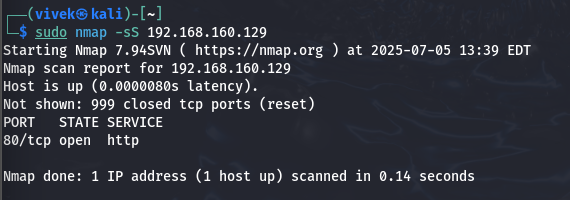 ┌──(vivek㉿kali)-[~]
└─$ sudo nmap -sS 192.168.160.129
Starting Nmap 7.94SVN ( https://nmap.org ) at 2025-07-05 13:39 EDT
Nmap scan report for 192.168.160.129
Host is up (0.0000080s latency).
Not shown: 999 closed tcp ports (reset)
PORT   STATE SERVICE
80/tcp open  http

Nmap done: 1 IP address (1 host up) scanned in 0.14 seconds